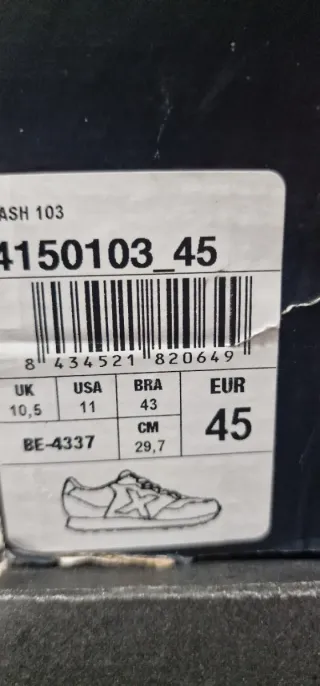 ASH 103
4150103_45
8 434521 820649
UK USA BRA EUR
10,5 11 43 45
BE-4337 CM
29,7